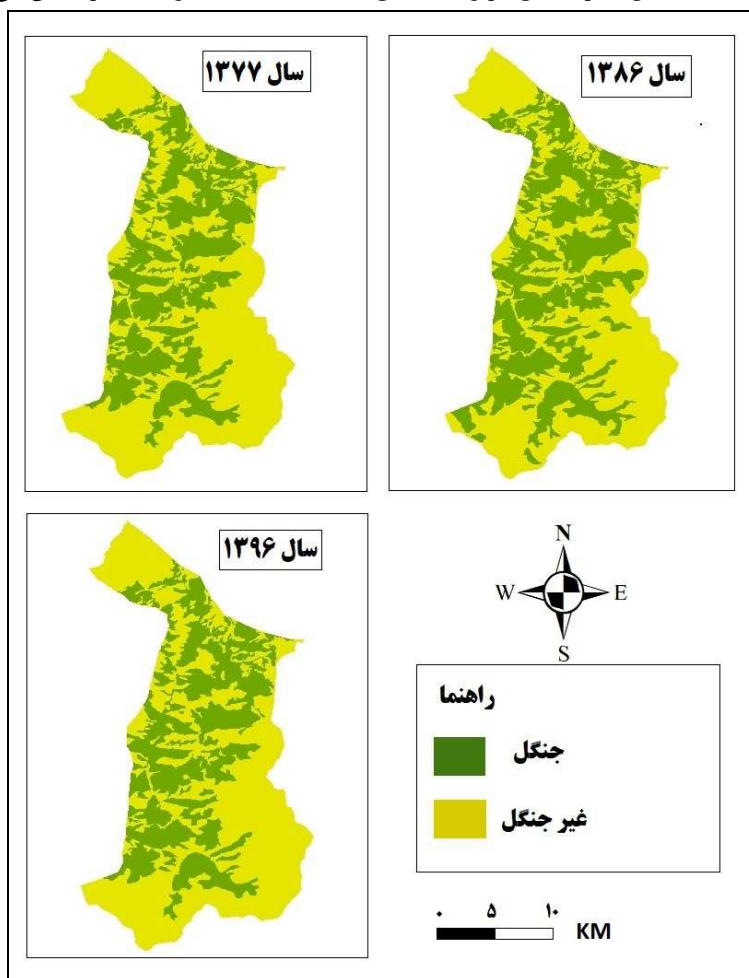 سال ۱۳۷۷
سال ۱۳۸۶
سال ۱۳۹۶
N
W E
S
راهنما
جنگل
غیر جنگل
۰ ۵ ۱۰
KM